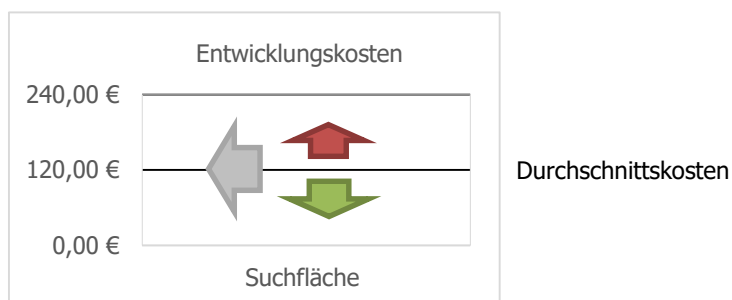 Entwicklungskosten
240,00 €
120,00 €
Durchschnittskosten
0,00 €
Suchfläche